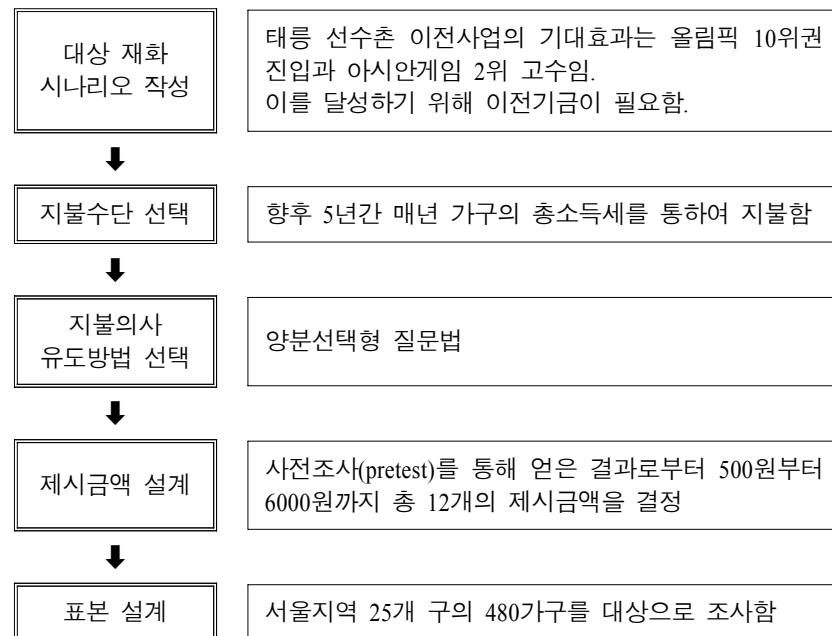 대상 재화
시나리오 작성
태릉 선수촌 이전사업의 기대효과는 올림픽 10위권
진입과 아시안게임 2위 고수임.
이를 달성하기 위해 이전기금이 필요함.
지불수단 선택
향후 5년간 매년 가구의 총소득세를 통하여 지불함
지불의사
유도방법 선택
양분선택형 질문법
제시금액 설계
사전조사(pretest)를 통해 얻은 결과로부터 500원부터
6000원까지 총 12개의 제시금액을 결정
표본 설계
서울지역 25개 구의 480가구를 대상으로 조사함